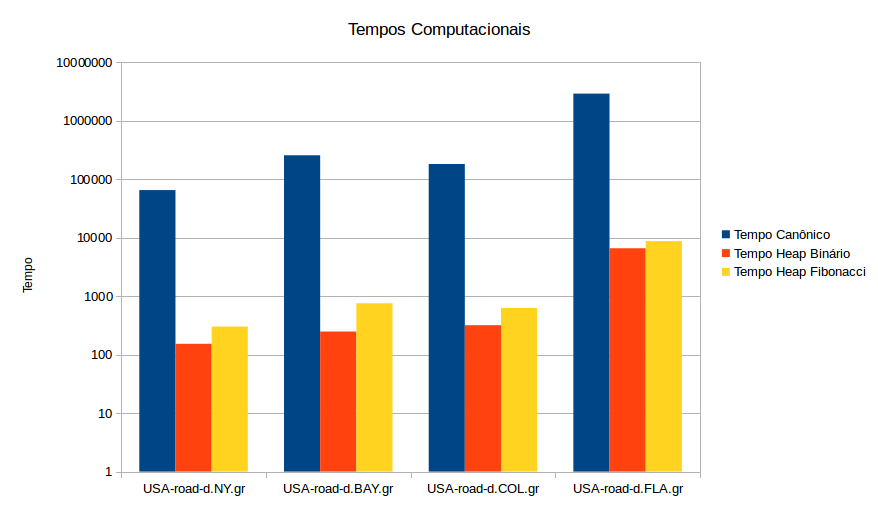 Tempos Computacionais
10000000
1000000
100000
10000
1000
100
10
1
Tempo
USA-road-d.NY.gr
USA-road-d.BAY.gr
USA-road-d.COL.gr
USA-road-d.FLA.gr
Tempo Canônico
Tempo Heap Binário
Tempo Heap Fibonacci